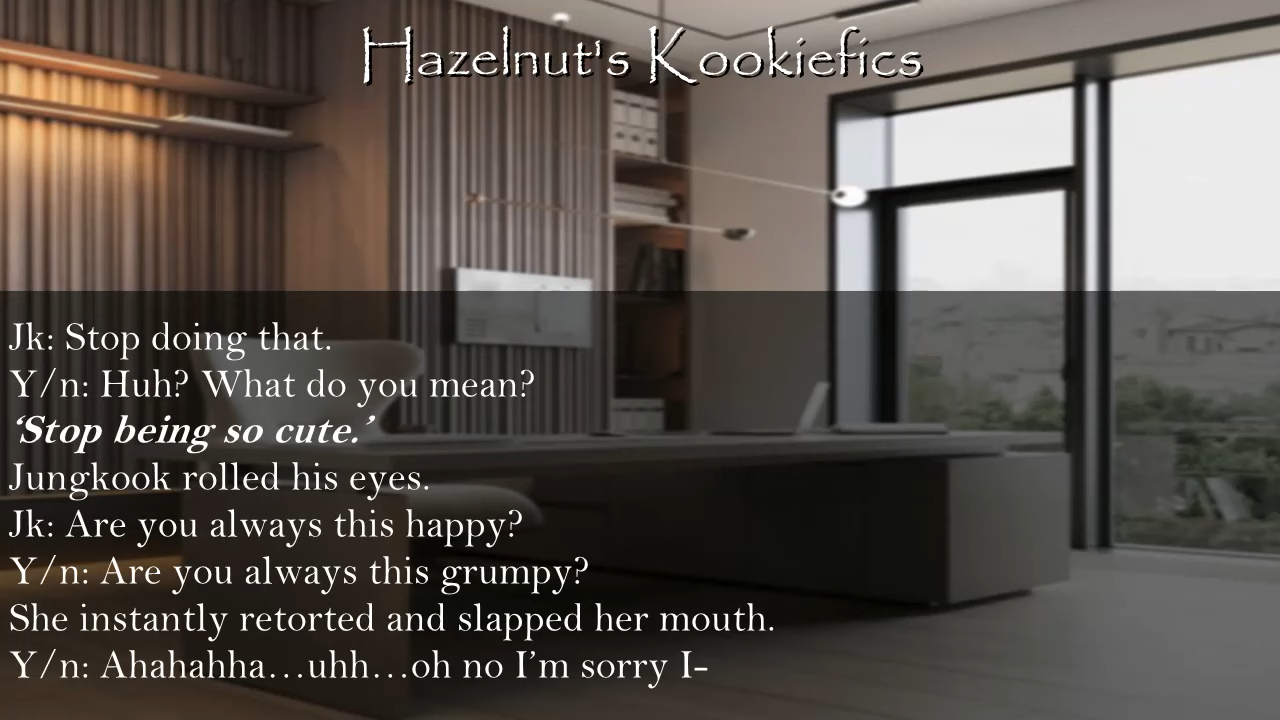 Hazelnut's Kookiefics
Jk: Stop doing that.
Y/n: Huh? What do you mean?
‘Stop being so cute.’
Jungkook rolled his eyes.
Jk: Are you always this happy?
Y/n: Are you always this grumpy?
She instantly retorted and slapped her mouth.
Y/n: Ahahahha…uhh…oh no I’m sorry I-